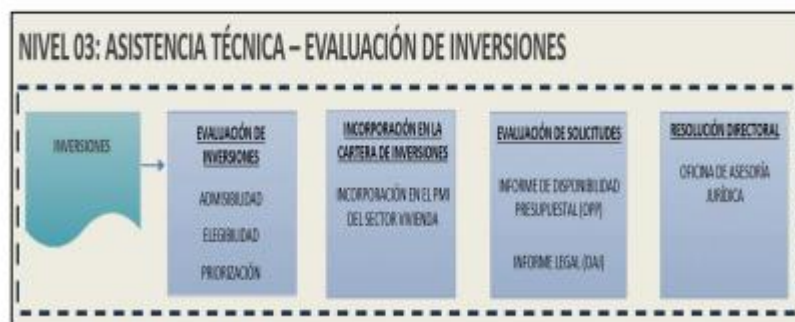 NIVEL 03: ASISTENCIA TÉCNICA – EVALUACIÓN DE INVERSIONES
INVERSIONES
EVALUACIÓN DE
INVERSIONES
ADMISIBILIDAD
ELEGIBILIDAD
PRIORIZACIÓN
INCORPORACIÓN EN LA
CARTERA DE INVERSIONES
INCORPORACIÓN EN EL PMI
DEL SECTOR VIVIENDA
EVALUACIÓN DE SOLICITUDES
INFORME DE DISPONIBILIDAD
PRESUPUESTAL (OPP)
INFORME LEGAL (OAJ)
RESOLUCIÓN DIRECTORAL
OFICINA DE ASESORÍA
JURÍDICA